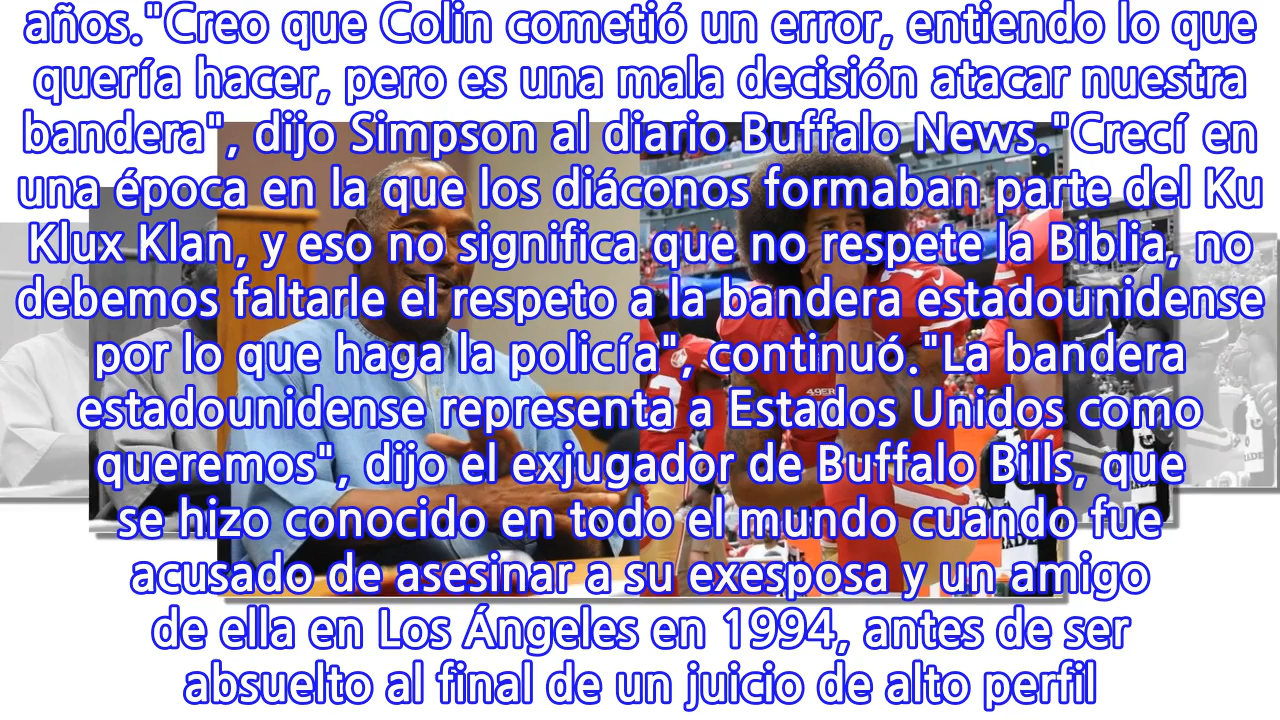 años."Creo que Colin cometió un error, entiendo lo que
quería hacer, pero es una mala decisión atacar nuestra
bandera", dijo Simpson al diario Buffalo News."Crecí en
una época en la que los diáconos formaban parte del Ku
Klux Klan, y eso no significa que no respete la Biblia, no
debemos faltarle el respeto a la bandera estadounidense
por lo que haga la policía", continuó."La bandera
estadounidense representa a Estados Unidos como
queremos", dijo el exjugador de Buffalo Bills, que
se hizo conocido en todo el mundo cuando fue
acusado de asesinar a su exesposa y un amigo
de ella en Los Ángeles en 1994, antes de ser
absuelto al final de un juicio de alto perfil
49ERS